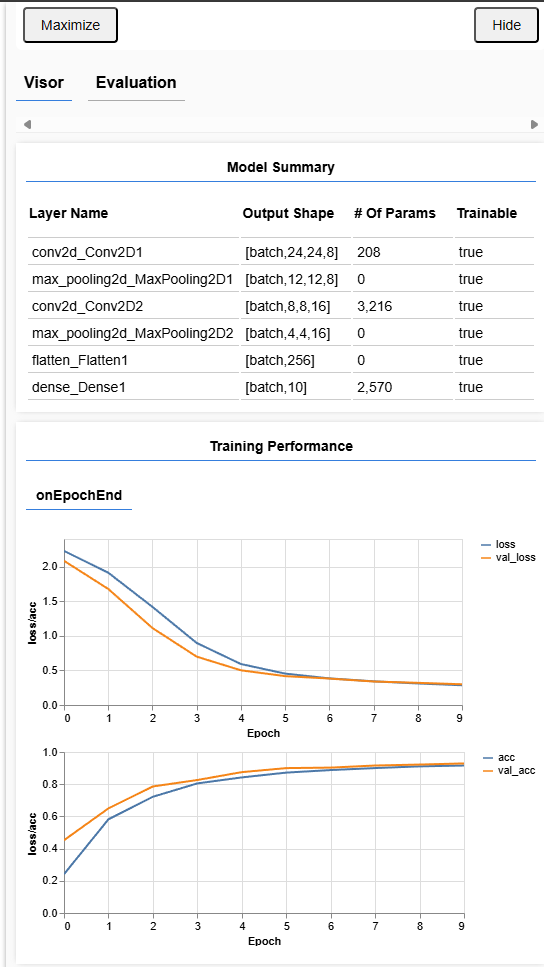 Maximize Hide
Visor Evaluation
Model Summary
Layer Name Output Shape # Of Params Trainable
conv2d_Conv2D1 [batch,24,24,8] 208 true
max_pooling2d_MaxPooling2D1 [batch,12,12,8] 0 true
conv2d_Conv2D2 [batch,8,8,16] 3,216 true
max_pooling2d_MaxPooling2D2 [batch,4,4,16] 0 true
flatten_Flatten1 [batch,256] 0 true
dense_Dense1 [batch,10] 2,570 true
Training Performance
onEpochEnd
loss
val_loss
2.0
1.5
1.0
0.5
0.0
loss/acc
0 1 2 3 4 5 6 7 8 9
Epoch
acc
val_acc
1.0
0.8
0.6
0.4
0.2
0.0
loss/acc
0 1 2 3 4 5 6 7 8 9
Epoch